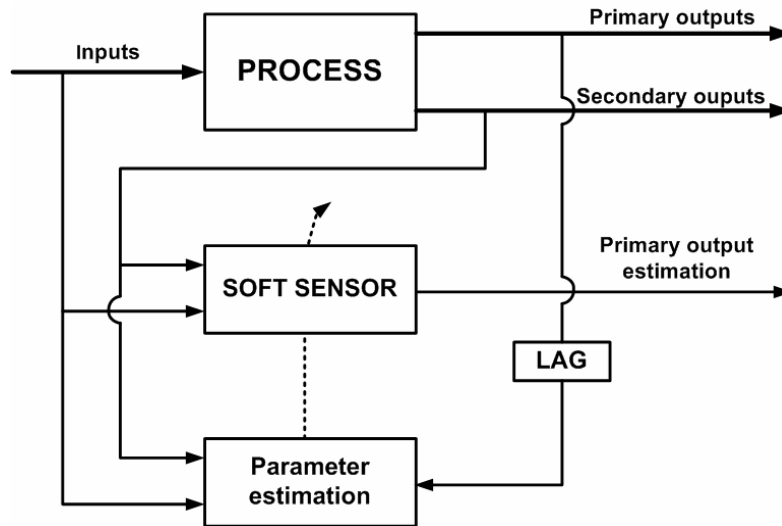 Primary outputs
Inputs
PROCESS
Secondary ouputs
Primary output
estimation
SOFT SENSOR
LAG
Parameter
estimation